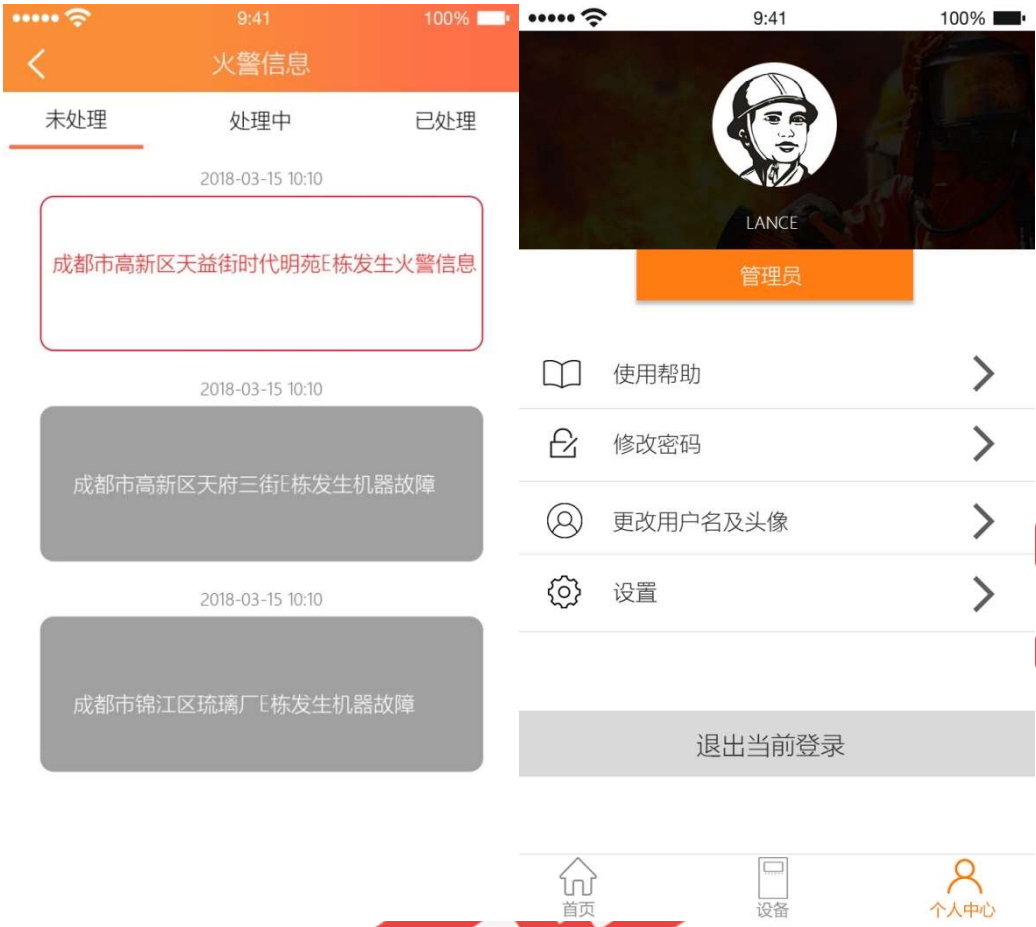 9:41
100%
火警信息
未处理
处理中
已处理
2018-03-15 10:10
成都市高新区天益街时代明苑E栋发生火警信息
2018-03-15 10:10
成都市高新区天府三街E栋发生机器故障
2018-03-15 10:10
成都市锦江区琉璃厂E栋发生机器故障
9:41
100%
LANCE
管理员
使用帮助
修改密码
更改用户名及头像
设置
退出当前登录
首页
设备
个人中心